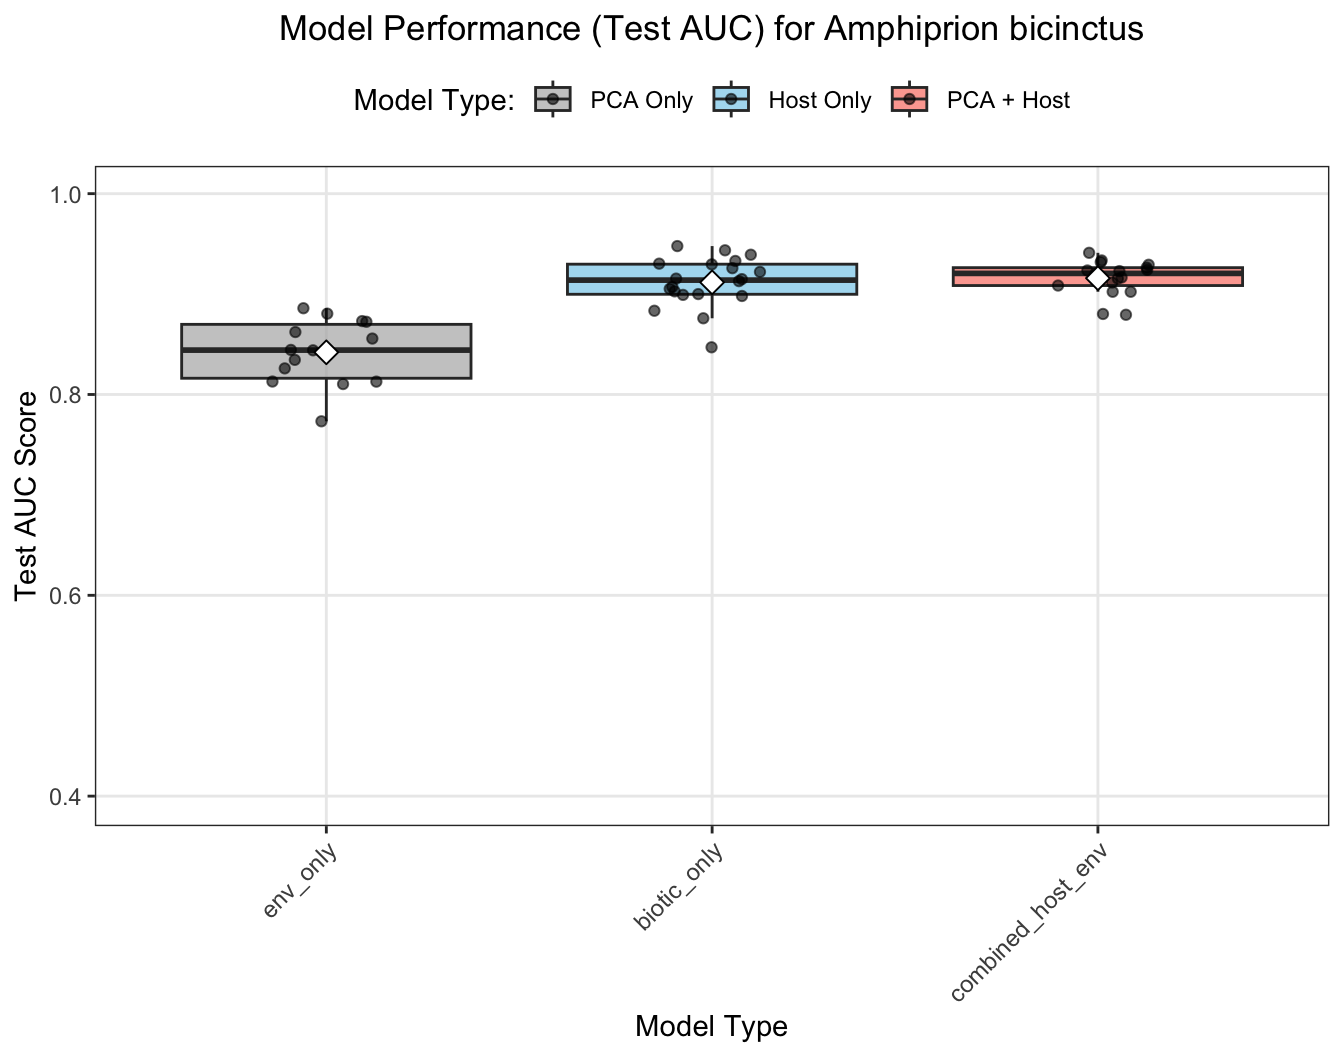 Model Performance (Test AUC) for Amphiprion bicinctus
Model Type: PCA Only Host Only PCA + Host
Test AUC Score
1.0
0.8
0.6
0.4
env_only
biotic_only
combined_host_env
Model Type